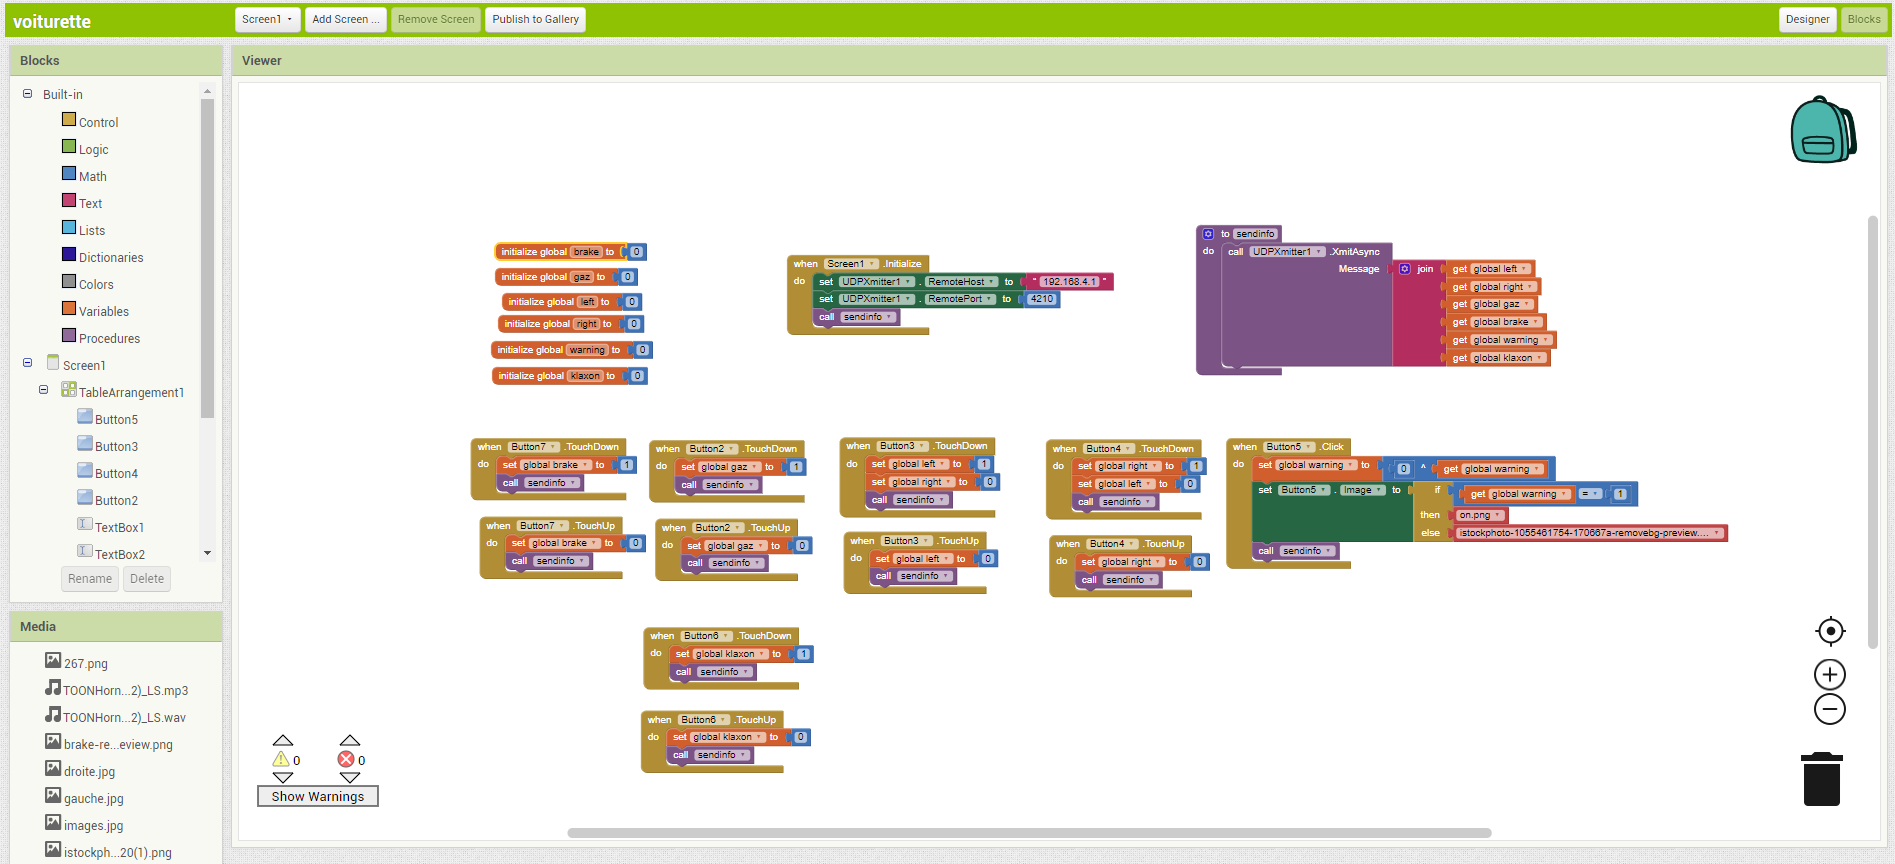 voiturette
Screen1
Add Screen ...
Remove Screen
Publish to Gallery
Designer
Blocks
Blocks
Built-in
Control
Logic
Math
Text
Lists
Dictionaries
Colors
Variables
Procedures
Screen1
TableArrangement1
Button5
Button3
Button4
Button2
TextBox1
TextBox2
Rename Delete
Media
267.png
TOONHorn...2)_LS.mp3
TOONHorn...2)_LS.wav
brake-re...eview.png
droite.jpg
gauche.jpg
images.jpg
istockph...20(1).png
Viewer
initialize global brake to 0
initialize global gaz to 0
initialize global left to 0
initialize global right to 0
initialize global warning to 0
initialize global klaxon to 0
when Screen1 .Initialize
do set UDPXmitter1 . RemoteHost to " 192.168.4.1 "
set UDPXmitter1 . RemotePort to 4210
call sendinfo
to sendinfo
do call UDPXmitter1 .XmitAsync
Message join get global left
get global right
get global gaz
get global brake
get global warning
get global klaxon
when Button7 .TouchDown
do set global brake to 1
call sendinfo
when Button7 .TouchUp
do set global brake to 0
call sendinfo
when Button2 .TouchDown
do set global gaz to 1
call sendinfo
when Button2 .TouchUp
do set global gaz to 0
call sendinfo
when Button3 .TouchDown
do set global left to 1
set global right to 0
call sendinfo
when Button3 .TouchUp
do set global left to 0
call sendinfo
when Button4 .TouchDown
do set global right to 1
set global left to 0
call sendinfo
when Button4 .TouchUp
do set global right to 0
call sendinfo
when Button5 .Click
do set global warning to 0 ^ get global warning
set Button5 . Image to if get global warning = 1
then on.png
else istockphoto-1055461754-170667a-removebg-preview....
call sendinfo
when Button6 .TouchDown
do set global klaxon to 1
call sendinfo
when Button6 .TouchUp
do set global klaxon to 0
call sendinfo
0 0
Show Warnings